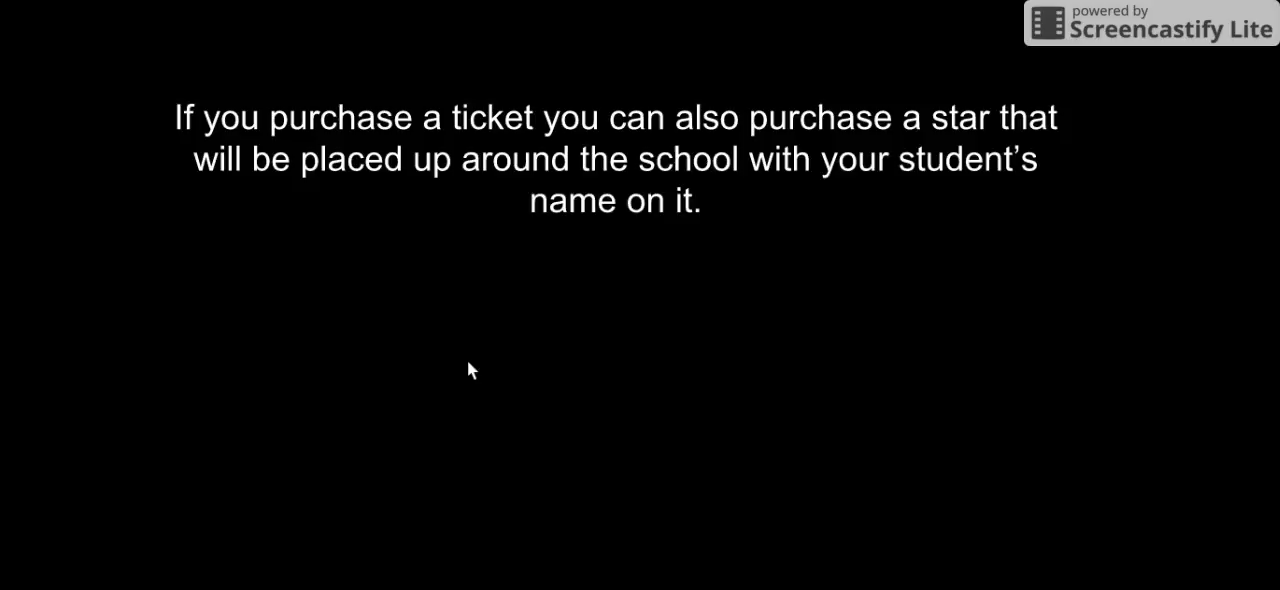 powered by
Screencastify Lite
If you purchase a ticket you can also purchase a star that
will be placed up around the school with your student’s
name on it.